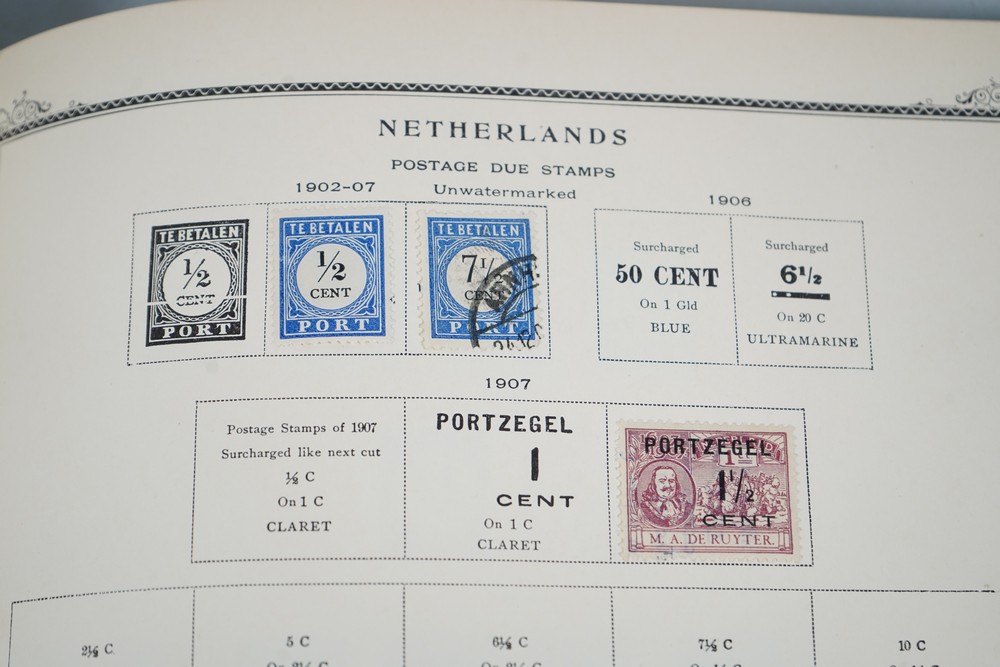 NETHERLANDS
POSTAGE DUE STAMPS
1902-07
Unwatermarked
1906
TE BETALEN
1/2
CENT
PORT
TE BETALEN
1/2
CENT
PORT
TE BETALEN
7 1/2
CENT
PORT
Surcharged
50 CENT
On 1 Gld
BLUE
Surcharged
6 1/2
On 20 C
ULTRAMARINE
1907
Postage Stamps of 1907
Surcharged like next cut
½ C
On 1 C
CLARET
PORTZEGEL
1
CENT
On 1 C
CLARET
PORTZEGEL
1 1/2
CENT
M. A. DE RUYTER.
2½ C
5 C
6½ C
7½ C
10 C